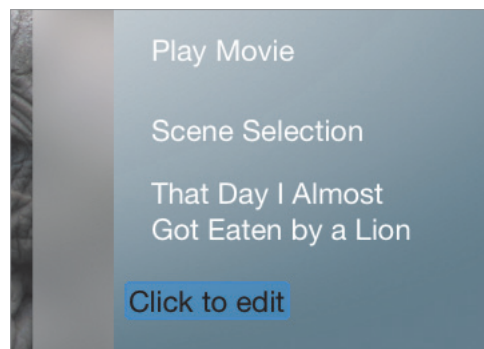 Play Movie
Scene Selection
That Day I Almost
Got Eaten by a Lion
Click to edit